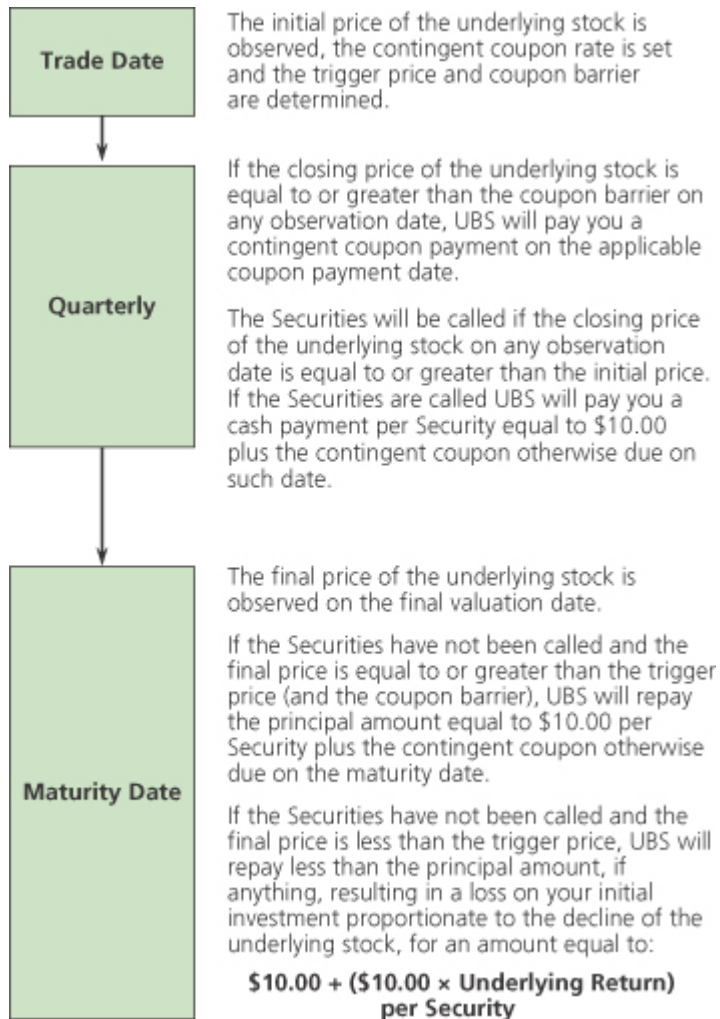 Trade Date
The initial price of the underlying stock is
observed, the contingent coupon rate is set
and the trigger price and coupon barrier
are determined.
Quarterly
If the closing price of the underlying stock is
equal to or greater than the coupon barrier on
any observation date, UBS will pay you a
contingent coupon payment on the applicable
coupon payment date.
The Securities will be called if the closing price
of the underlying stock on any observation
date is equal to or greater than the initial price.
If the Securities are called UBS will pay you a
cash payment per Security equal to $10.00
plus the contingent coupon otherwise due on
such date.
Maturity Date
The final price of the underlying stock is
observed on the final valuation date.
If the Securities have not been called and the
final price is equal to or greater than the trigger
price (and the coupon barrier), UBS will repay
the principal amount equal to $10.00 per
Security plus the contingent coupon otherwise
due on the maturity date.
If the Securities have not been called and the
final price is less than the trigger price, UBS will
repay less than the principal amount, if
anything, resulting in a loss on your initial
investment proportionate to the decline of the
underlying stock, for an amount equal to:
$10.00 + ($10.00 × Underlying Return)
per Security